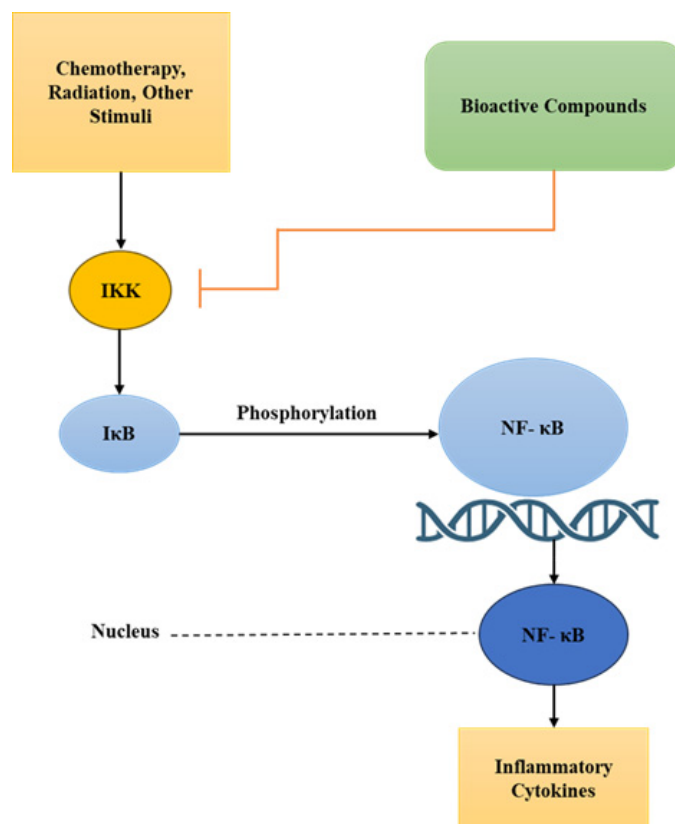 Chemotherapy,
Radiation, Other
Stimuli
Bioactive Compounds
IKK
IκB
Phosphorylation
NF- κB
Nucleus
NF- κB
Inflammatory
Cytokines